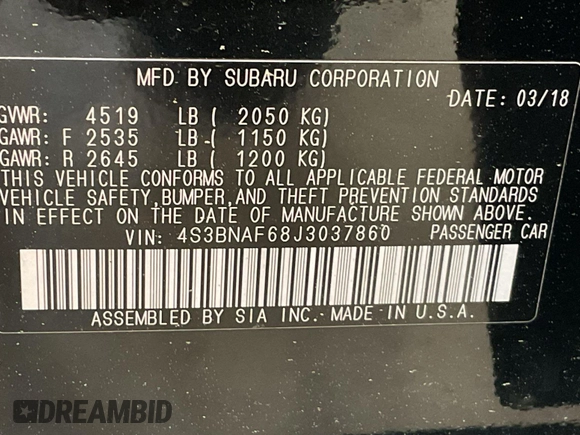 MFD BY SUBARU CORPORATION
DATE: 03/18
GVWR: 4519 LB ( 2050 KG)
GAWR: F 2535 LB ( 1150 KG)
GAWR: R 2645 LB ( 1200 KG)
THIS VEHICLE CONFORMS TO ALL APPLICABLE FEDERAL MOTOR
VEHICLE SAFETY, BUMPER, AND THEFT PREVENTION STANDARDS
IN EFFECT ON THE DATE OF MANUFACTURE SHOWN ABOVE.
VIN: 4S3BNAF68J3037860 PASSENGER CAR
ASSEMBLED BY SIA INC. MADE IN U.S.A.
DREAMBID